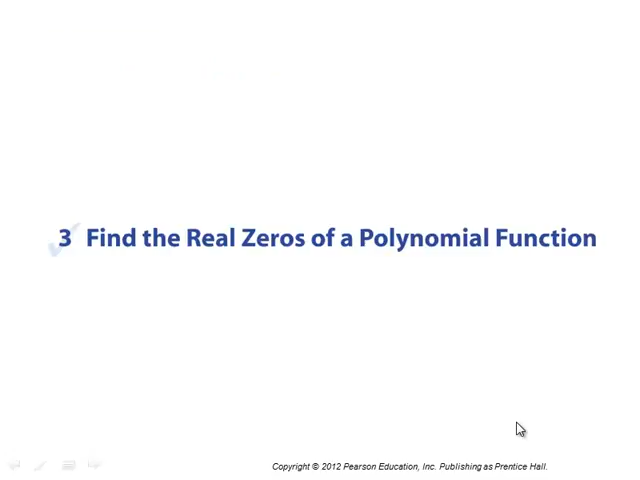 3 Find the Real Zeros of a Polynomial Function
Copyright © 2012 Pearson Education, Inc. Publishing as Prentice Hall.